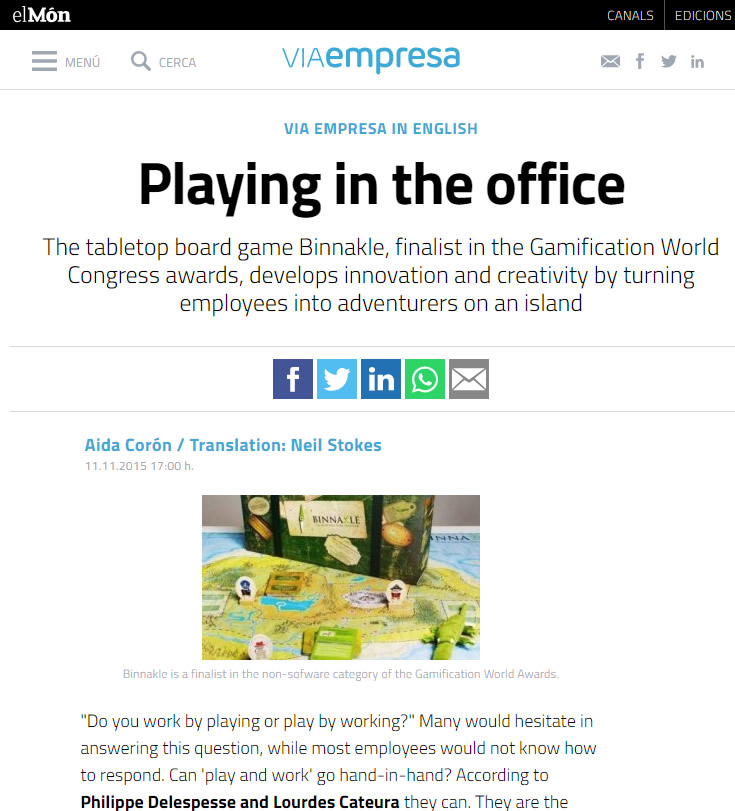 elMón
CANALS
EDICIONS
MENÚ
CERCA
VIAempresa
VIA EMPRESA IN ENGLISH
Playing in the office
The tabletop board game Binnakle, finalist in the Gamification World
Congress awards, develops innovation and creativity by turning
employees into adventurers on an island
Aida Corón / Translation: Neil Stokes
11.11.2015 17:00 h.
BINNAKLE
INNA
Binnakle is a finalist in the non-sofware category of the Gamification World Awards.
"Do you work by playing or play by working?" Many would hesitate in
answering this question, while most employees would not know how
to respond. Can 'play and work' go hand-in-hand? According to
Philippe Delespesse and Lourdes Cateura they can. They are the